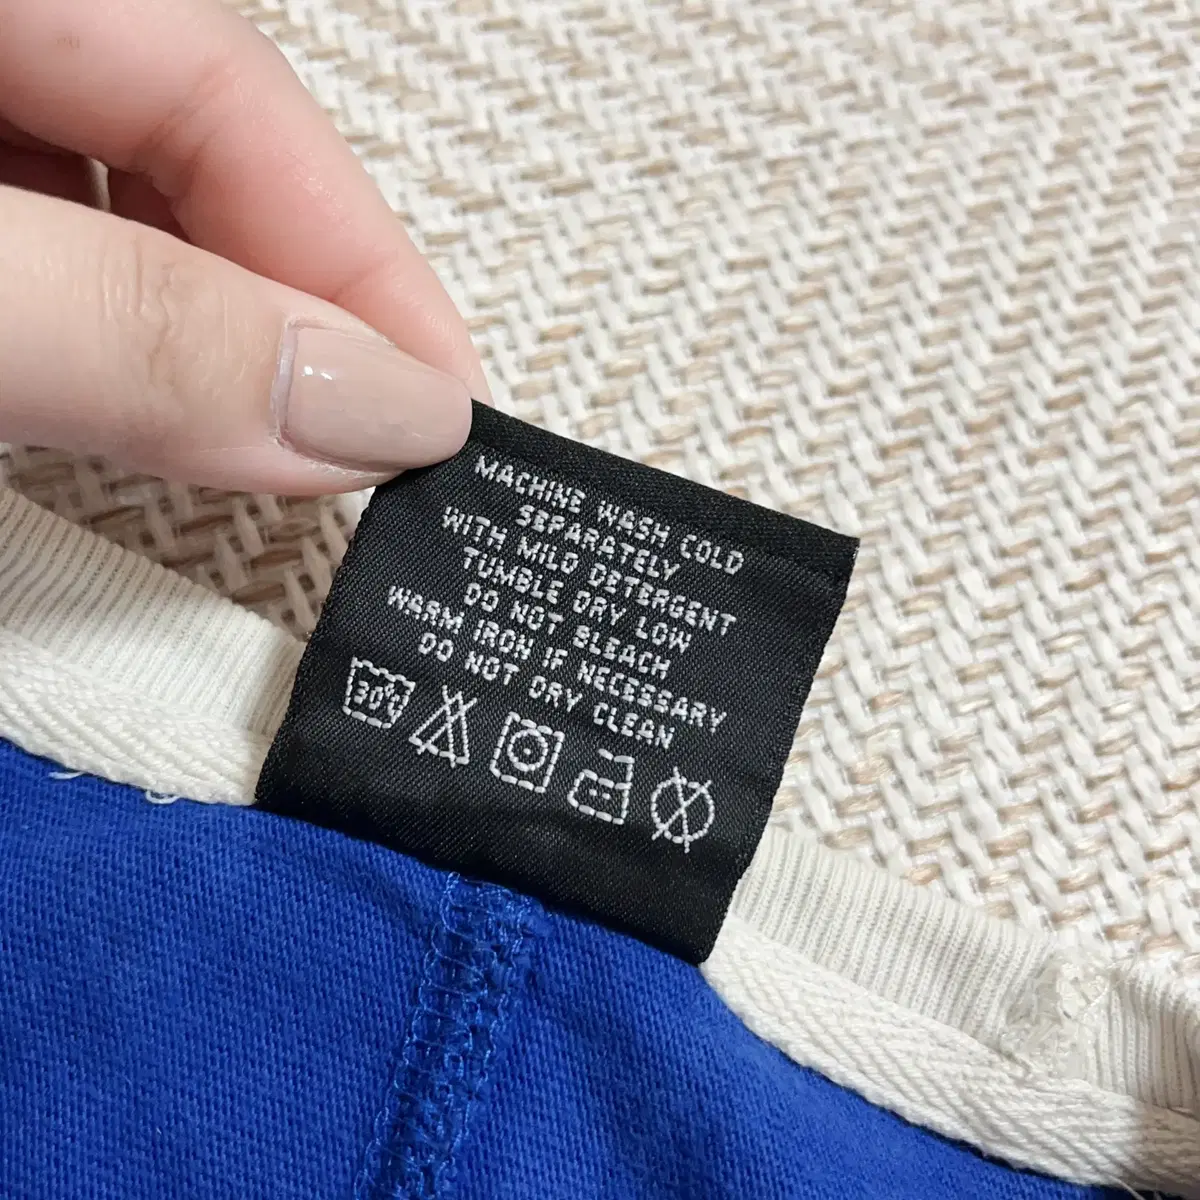 MACHINE WASH COLD
SEPARATELY
WITH MILD DETERGENT
TUMBLE DRY LOW
DO NOT BLEACH
WARM IRON IF NECESSARY
DO NOT DRY CLEAN
30°C